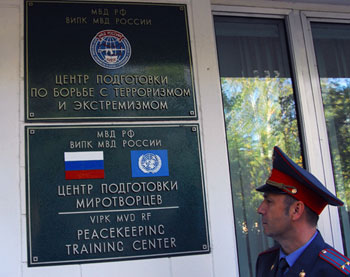 МВД РФ
ВИПК МВД РОССИИ
ЦЕНТР ПОДГОТОВКИ
ПО БОРЬБЕ С ТЕРРОРИЗМОМ
И ЭКСТРЕМИЗМОМ
МВД РФ
ВИПК МВД РОССИИ
ЦЕНТР ПОДГОТОВКИ
МИРОТВОРЦЕВ
VIPK MVD RF
PEACEKEEPING
TRAINING CENTER